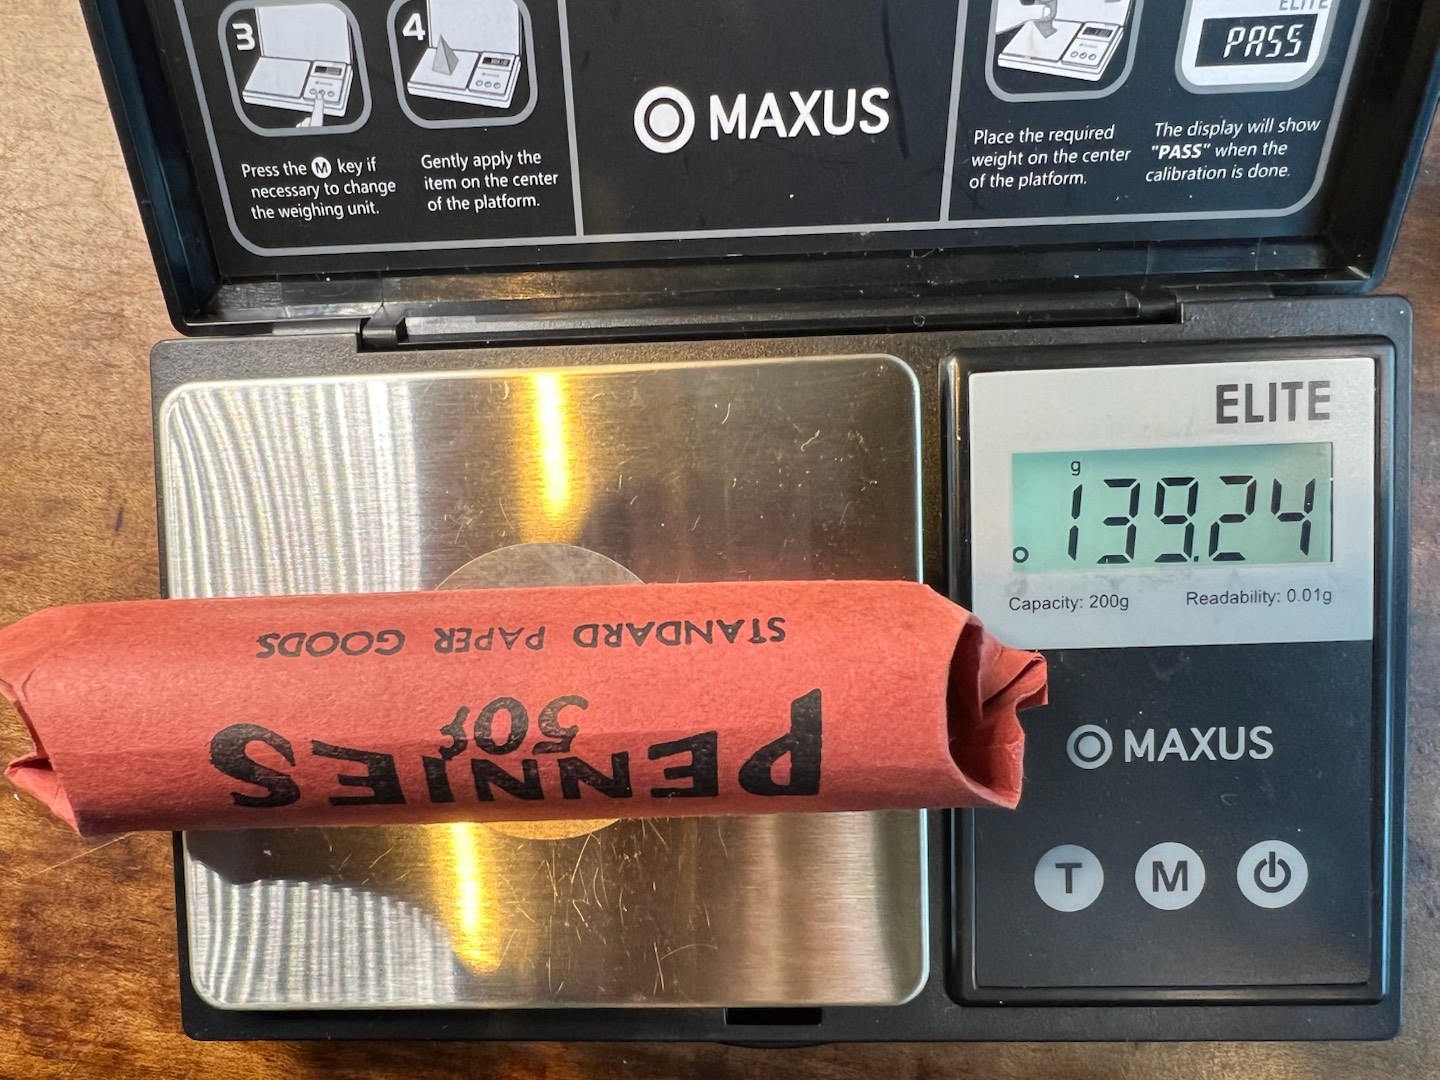 3
Press the M key if
necessary to change
the weighing unit.
4
Gently apply the
item on the center
of the platform.
MAXUS
Place the required
weight on the center
of the platform.
ELITE
PASS
The display will show
"PASS" when the
calibration is done.
ELITE
g
139.24
Capacity: 200g Readability: 0.01g
MAXUS
T M
PENNIES
50¢
STANDARD PAPER GOODS